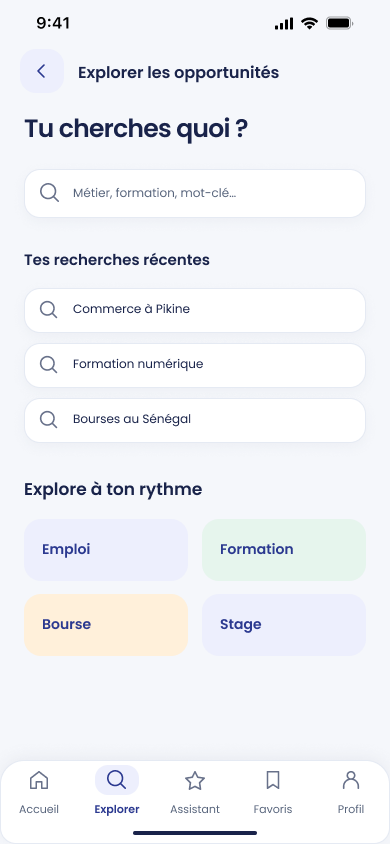 9:41
Explorer les opportunités
Tu cherches quoi ?
Métier, formation, mot-clé…
Tes recherches récentes
Commerce à Pikine
Formation numérique
Bourses au Sénégal
Explore à ton rythme
Emploi
Formation
Bourse
Stage
Accueil
Explorer
Assistant
Favoris
Profil